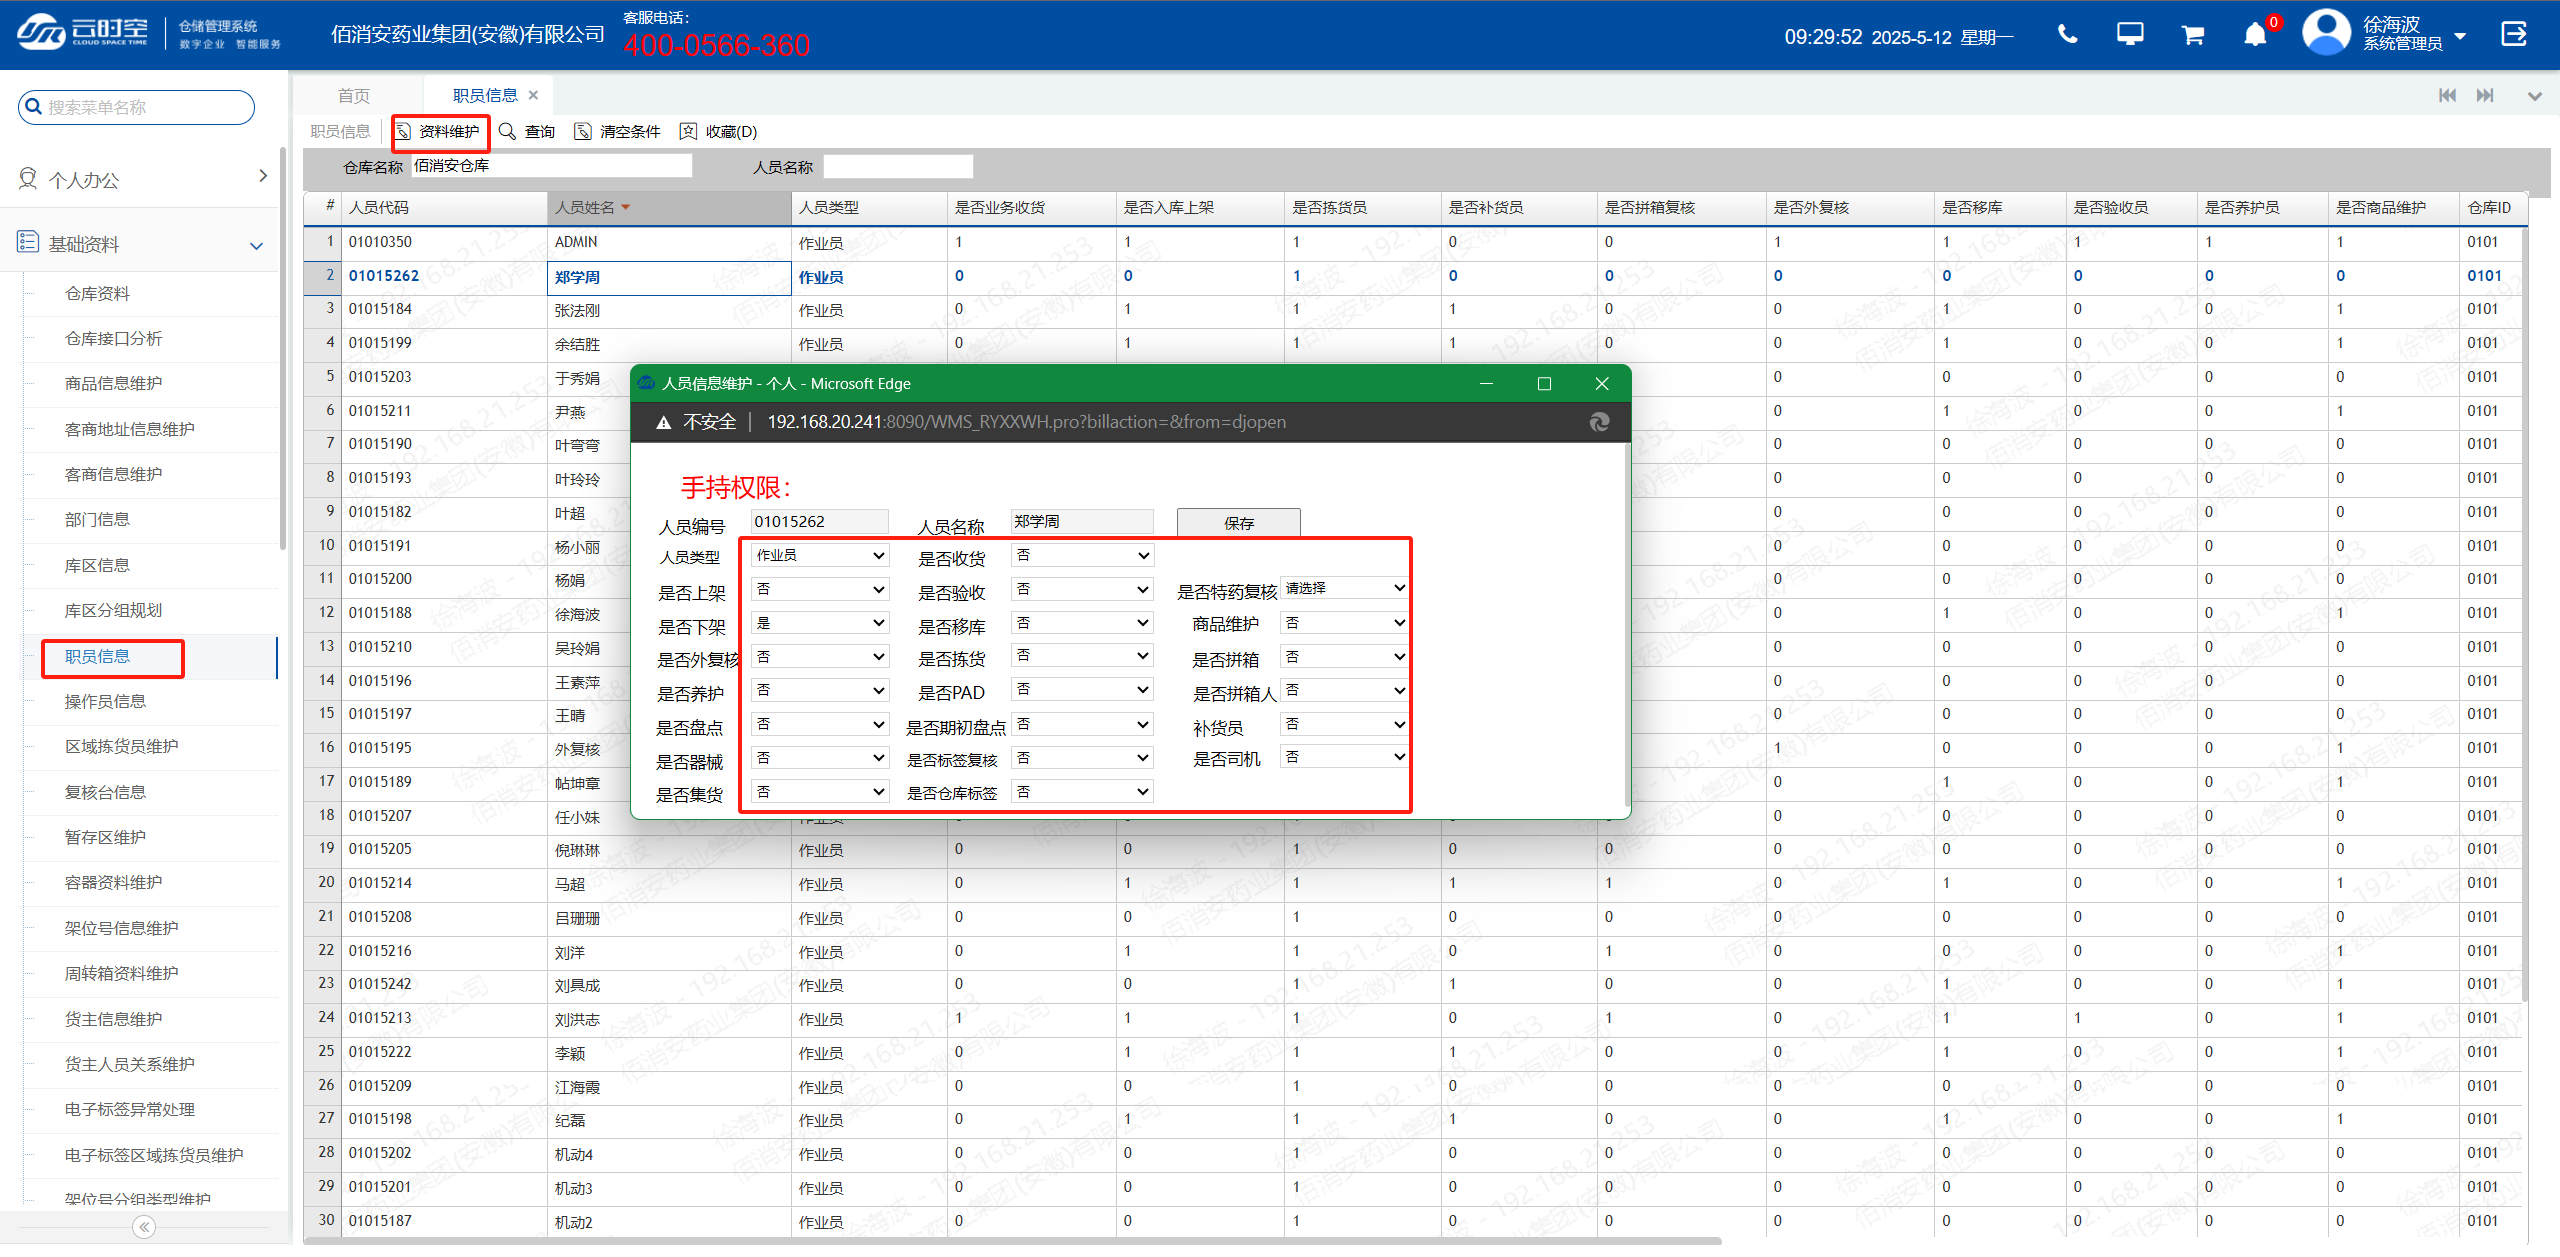 云时空
CLOUD SPACE TIME
仓储管理系统
数字企业 智能服务
佰消安药业集团(安徽)有限公司
客服电话:
400-0566-360
09:29:52 2025-5-12 星期一
0
徐海波
系统管理员
搜索菜单名称
个人办公
基础资料
仓库资料
仓库接口分析
商品信息维护
客商地址信息维护
客商信息维护
部门信息
库区信息
库区分组规划
职员信息
操作员信息
区域拣货员维护
复核台信息
暂存区维护
容器资料维护
架位号信息维护
周转箱资料维护
货主信息维护
货主人员关系维护
电子标签异常处理
电子标签区域拣货员维护
架位号分组类型维护
首页 职员信息
职员信息 资料维护 查询 清空条件 收藏(D)
仓库名称 佰消安仓库 人员名称
# 人员代码 人员姓名 人员类型 是否业务收货 是否入库上架 是否拣货员 是否补货员 是否拼箱复核 是否外复核 是否移库 是否验收员 是否养护员 是否商品维护 仓库ID
1 01010350 ADMIN 作业员 1 1 1 0 0 1 1 1 1 1 0101
2 01015262 郑学周 作业员 0 0 1 0 0 0 0 0 0 0 0101
3 01015184 张法刚 作业员 0 1 1 1 0 0 1 0 0 1 0101
4 01015199 余结胜 作业员 0 1 1 1 0 0 1 0 0 1 0101
5 01015203 于秀娟 0 0 0 0 0 0101
6 01015211 尹燕 0 1 0 0 1 0101
7 01015190 叶弯弯 0 0 0 0 0 0101
8 01015193 叶玲玲 0 0 0 0 0 0101
9 01015182 叶超 0 0 0 0 0 0101
10 01015191 杨小丽 0 0 0 0 0 0101
11 01015200 杨娟 0 0 0 0 0 0101
12 01015188 徐海波 0 1 0 0 1 0101
13 01015210 吴玲娟 0 0 0 0 0 0101
14 01015196 王素萍 0 0 0 0 0 0101
15 01015197 王晴 0 0 0 0 0 0101
16 01015195 外复核 1 0 0 0 1 0101
17 01015189 帖坤章 0 1 0 0 1 0101
18 01015207 任小妹 作业员 0 0 0 0 0 0101
19 01015205 倪琳琳 作业员 0 0 1 0 0 0 0 0 0 0 0101
20 01015214 马超 作业员 0 1 1 1 1 0 1 0 0 1 0101
21 01015208 吕珊珊 作业员 0 0 1 0 0 0 0 0 0 0 0101
22 01015216 刘洋 作业员 0 1 1 0 1 0 0 0 0 1 0101
23 01015242 刘具成 作业员 0 0 1 1 0 0 1 0 0 1 0101
24 01015213 刘洪志 作业员 1 1 1 0 1 0 1 1 0 1 0101
25 01015222 李颖 作业员 0 1 1 1 0 0 1 0 0 1 0101
26 01015209 江海霞 作业员 0 0 1 0 0 0 0 0 0 0 0101
27 01015198 纪磊 作业员 0 1 1 1 0 0 1 0 0 1 0101
28 01015202 机动4 作业员 0 0 1 0 0 0 0 0 0 0 0101
29 01015201 机动3 作业员 0 0 1 0 0 0 0 0 0 0 0101
30 01015187 机动2 作业员 0 0 1 0 0 0 0 0 0 0 0101
人员信息维护 - 个人 - Microsoft Edge
不安全 192.168.20.241:8090/WMS_RYXXWH.pro?billaction=&from=djopen
手持权限:
人员编号 01015262 人员名称 郑学周 保存
人员类型 作业员 是否收货 否
是否上架 否 是否验收 否 是否特药复核 请选择
是否下架 是 是否移库 否 商品维护 否
是否外复核 否 是否拣货 否 是否拼箱 否
是否养护 否 是否PAD 否 是否拼箱人 否
是否盘点 否 是否期初盘点 否 补货员 否
是否器械 否 是否标签复核 否 是否司机 否
是否集货 否 是否仓库标签 否
徐海波 - 192.168.21.253
佰消安药业集团(安徽)有限公司